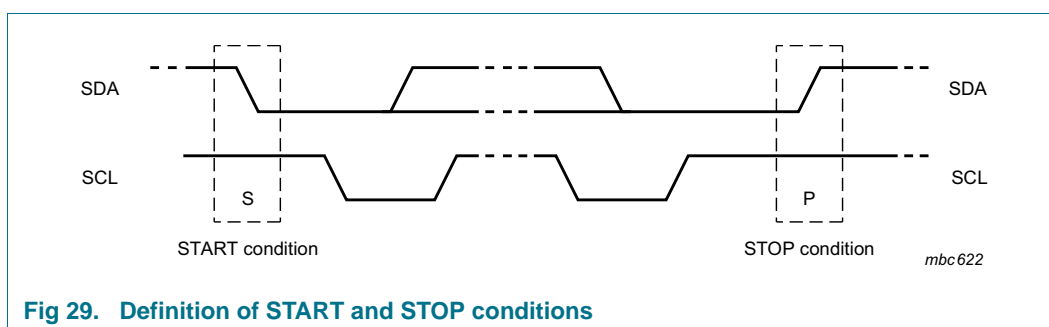 SDA
SDA
SCL
SCL
S
P
START condition
STOP condition
mbc622
Fig 29. Definition of START and STOP conditions